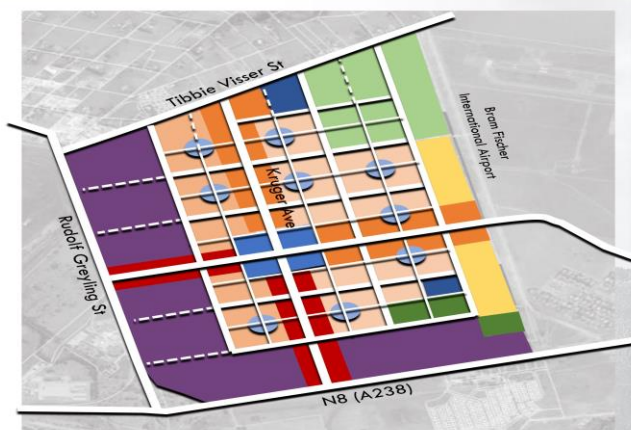 Tibbie Visser St
Bram Fischer
International Airport
Kruger Ave
Rudolf Greyling St
N8 (A238)